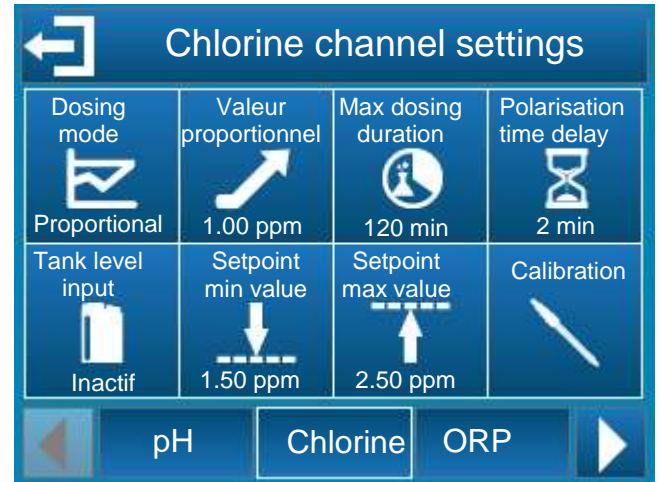 Chlorine channel settings
Dosing
mode
Proportional
Valeur
proportionnel
1.00 ppm
Max dosing
duration
120 min
Polarisation
time delay
2 min
Tank level
input
Inactif
Setpoint
min value
1.50 ppm
Setpoint
max value
2.50 ppm
Calibration
pH
Chlorine
ORP